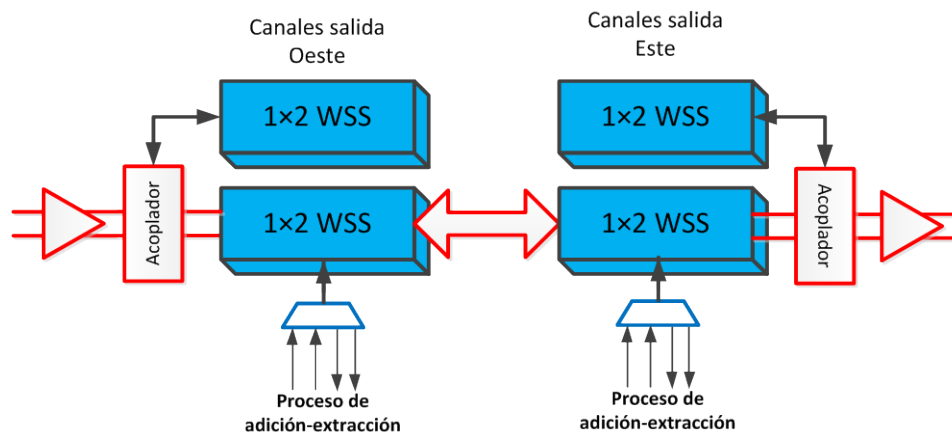 Canales salida
Oeste
Canales salida
Este
1×2 WSS
1×2 WSS
Acoplador
1×2 WSS
1×2 WSS
Acoplador
Proceso de
adición-extracción
Proceso de
adición-extracción